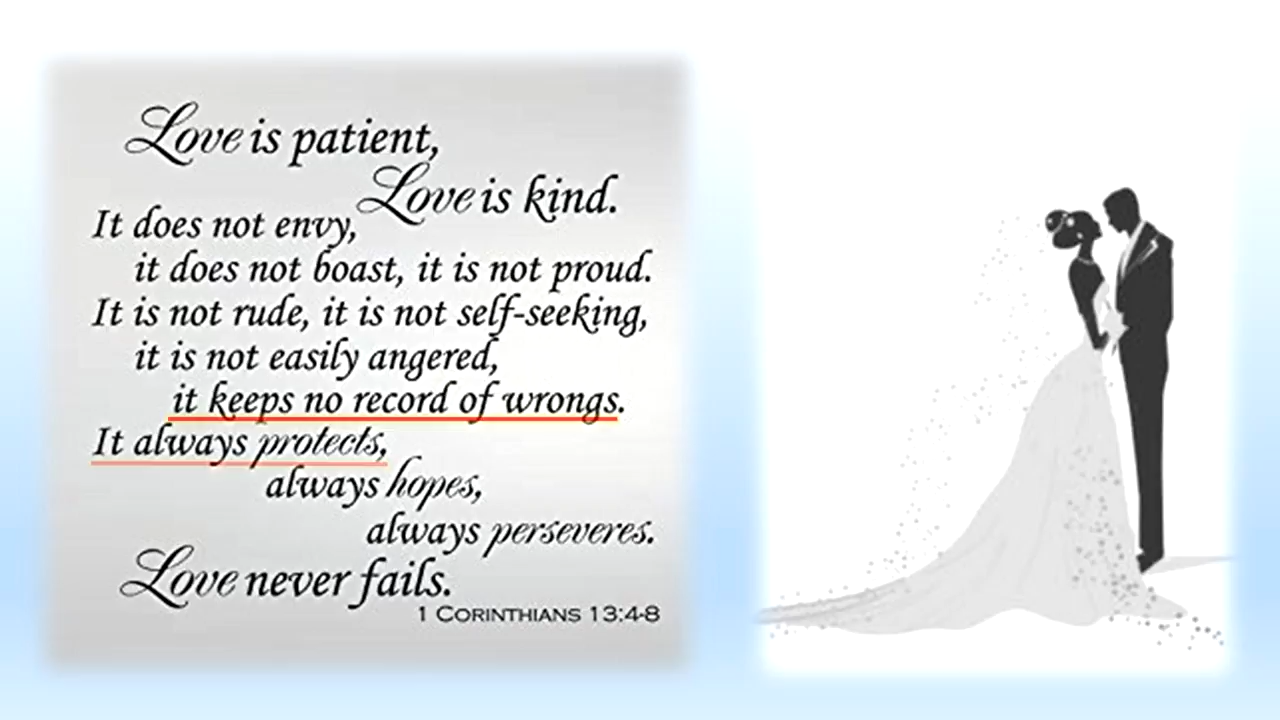 Love is patient,
Love is kind.
It does not envy,
it does not boast, it is not proud.
It is not rude, it is not self-seeking,
it is not easily angered,
it keeps no record of wrongs.
It always protects,
always hopes,
always perseveres.
Love never fails.
1 Corinthians 13:4-8